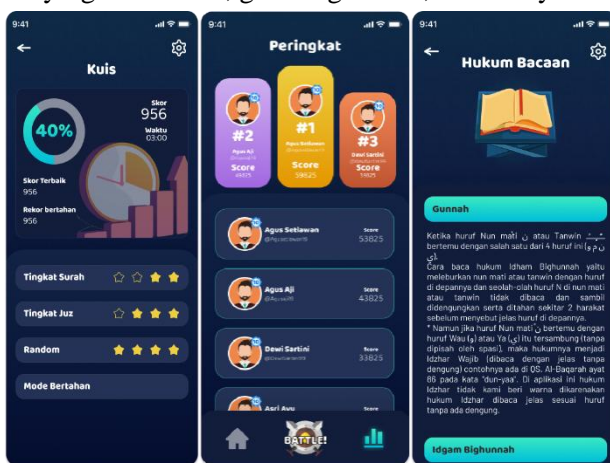 9:41
Kuis
Skor
956
40%
Waktu
03:00
Skor Terbaik
956
Rekor bertahan
956
Tingkat Surah
Tingkat Juz
Random
Mode Bertahan
9:41
Peringkat
#2
Agus Aji
Score
43825
#1
Agus Setiawan
Score
53825
#3
Dewi Sartini
Score
33825
Agus Setiawan
Score
53825
Agus Aji
Score
43825
Dewi Sartini
Score
33825
Asri Ayu
Score
BATTLE!
9:41
Hukum Bacaan
Gunnah
Ketika huruf Nun mati ن atau Tanwin
bertemu dengan salah satu dari 4 huruf ini (ن م و
ي).
Cara baca hukum Idham Bighunnah yaitu
meleburkan nun mati atau tanwin dengan huruf
di depannya dan seolah-olah huruf N di nun mati
atau tanwin tidak dibaca dan sambil
didengungkan serta ditahan sekitar 2 harakat
sebelum menyebut jelas huruf di depannya.
* Namun jika huruf Nun mati ن bertemu dengan
huruf Wau (و) atau Ya (ي) itu tersambung (tanpa
dipisah oleh spasi), maka hukumnya menjadi
Idzhar Wajib (dibaca dengan jelas tanpa
dengung) contohnya ada di QS. Al-Baqarah ayat
86 pada kata "dun-yaa". Di aplikasi ini hukum
Idzhar tidak kami beri warna dikarenakan
hukum Idzhar dibaca jelas sesuai huruf
tanpa ada dengung.
Idgam Bighunnah